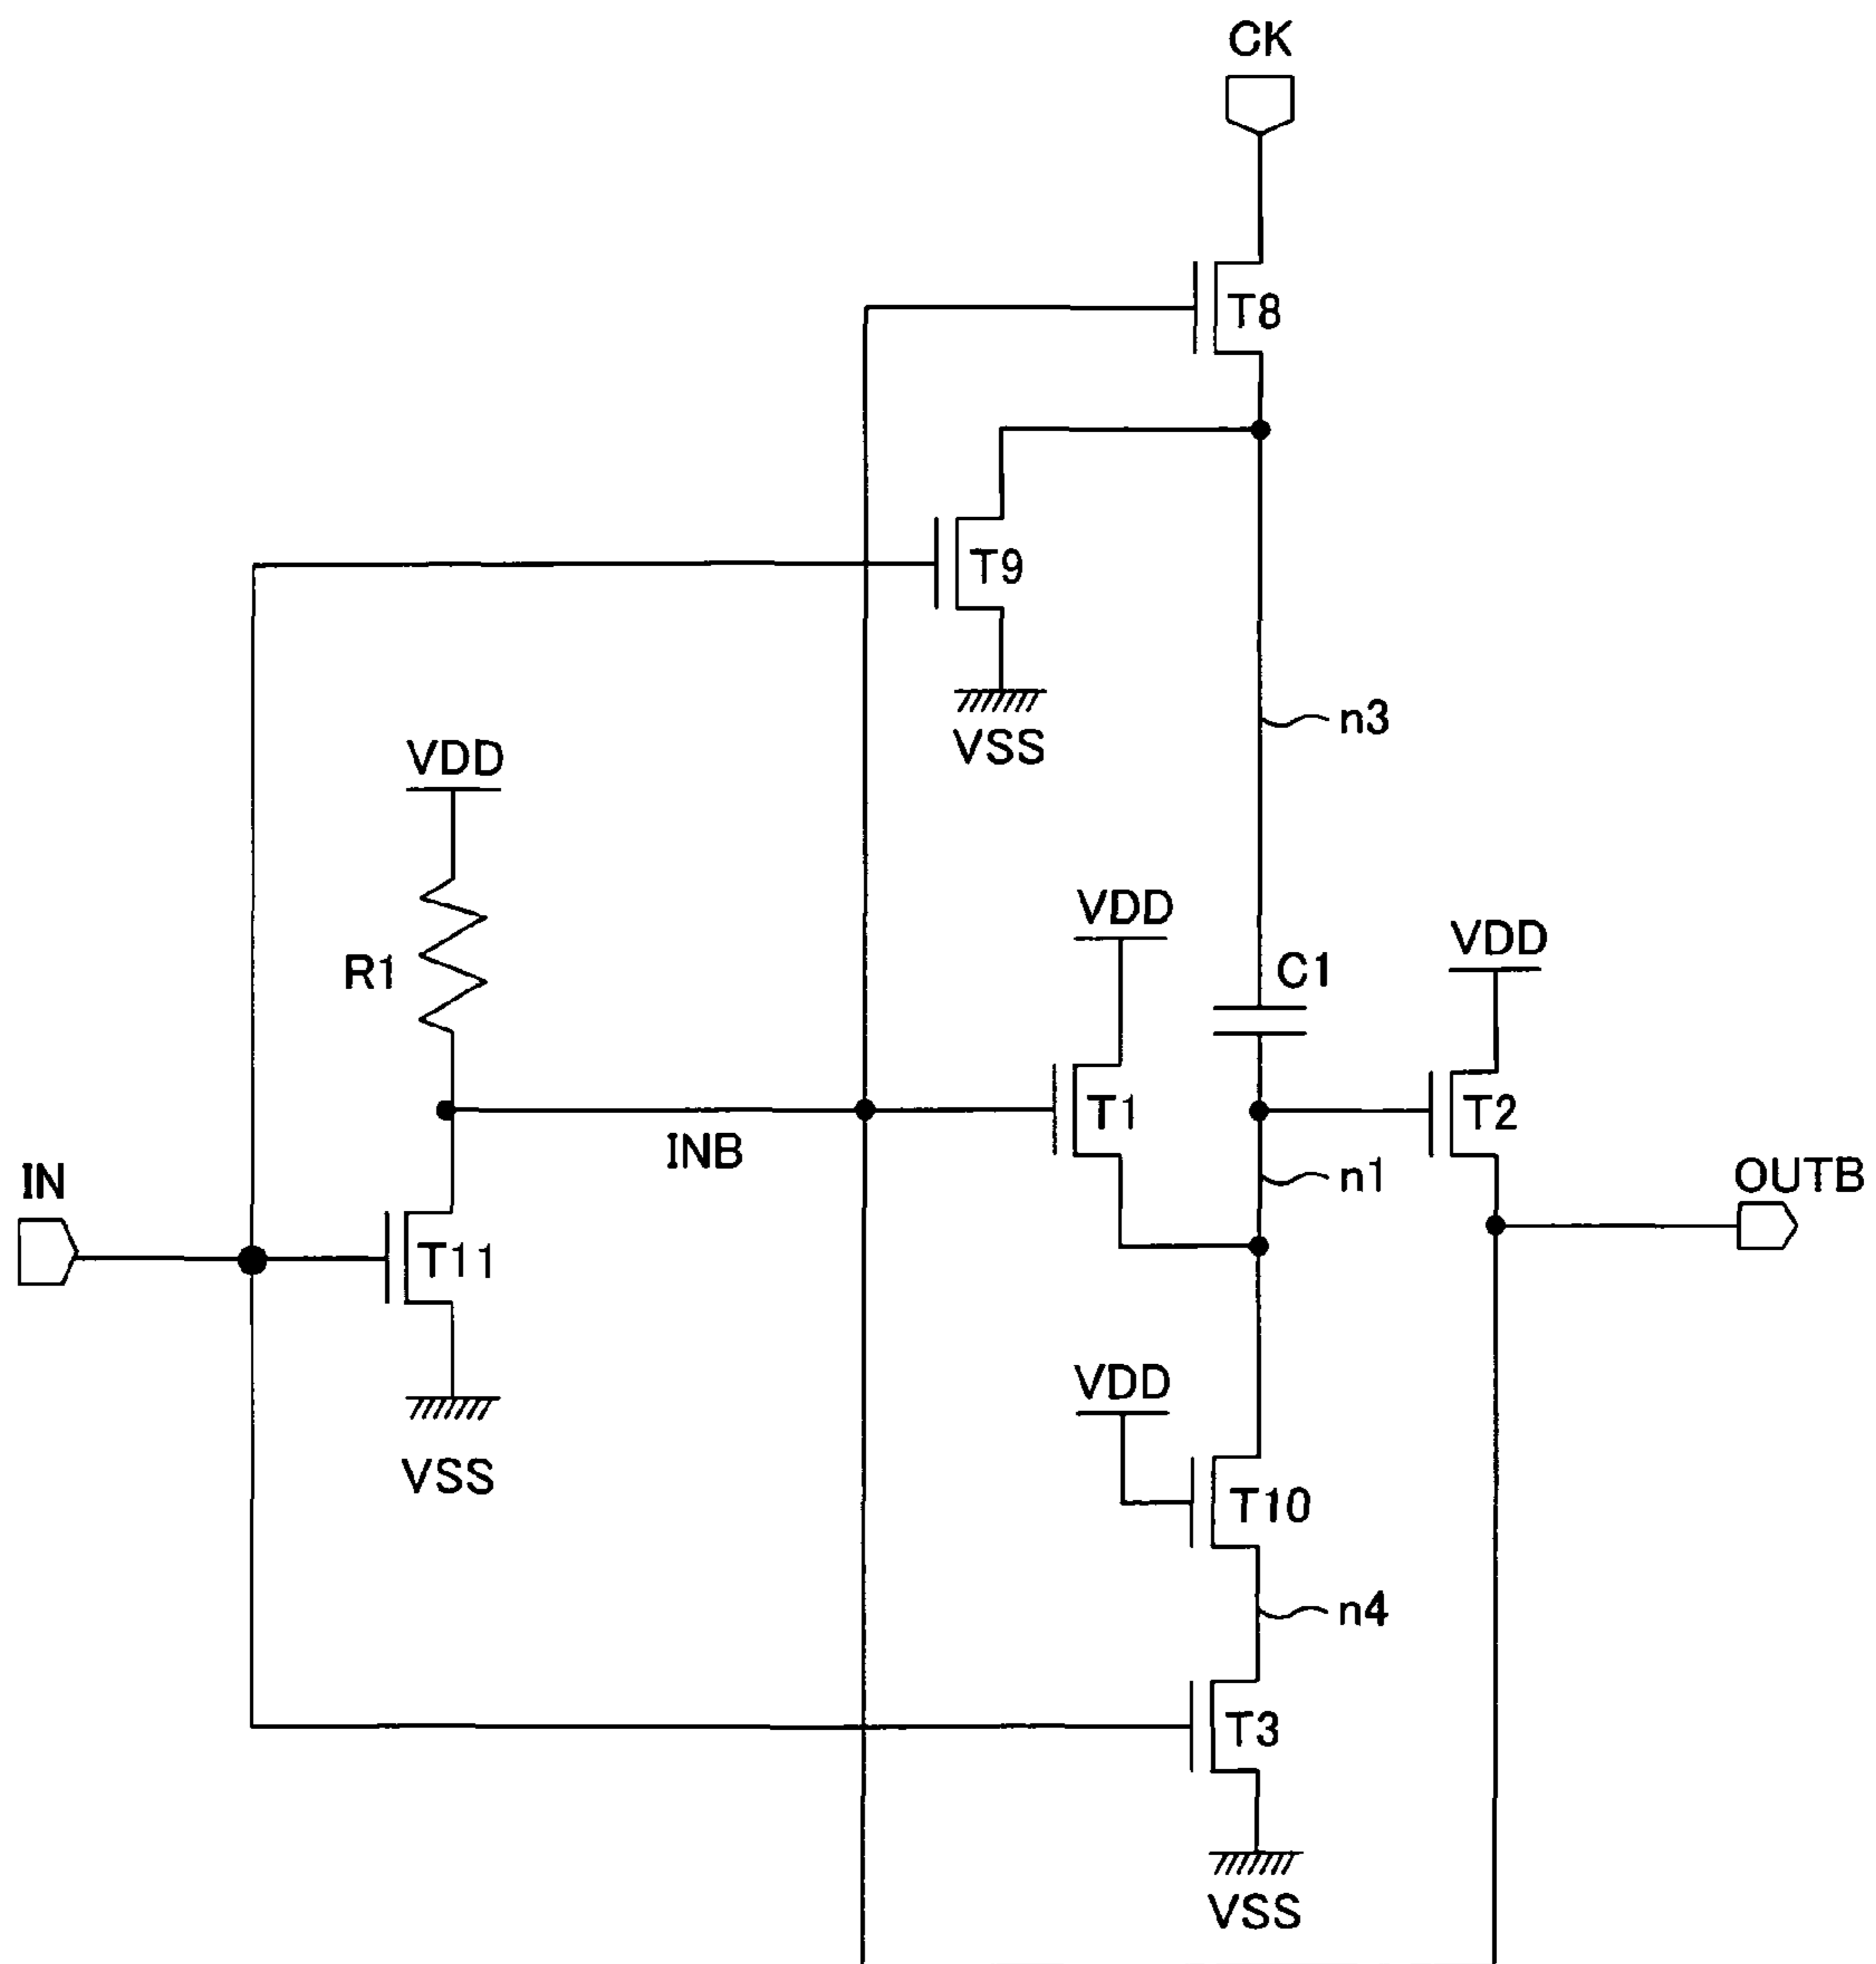 CK
T8
T9
n3
VSS
VDD
VDD
VDD
C1
R1
T1
T2
INB
IN
n1
OUTB
T11
VDD
VSS
T10
n4
T3
VSS